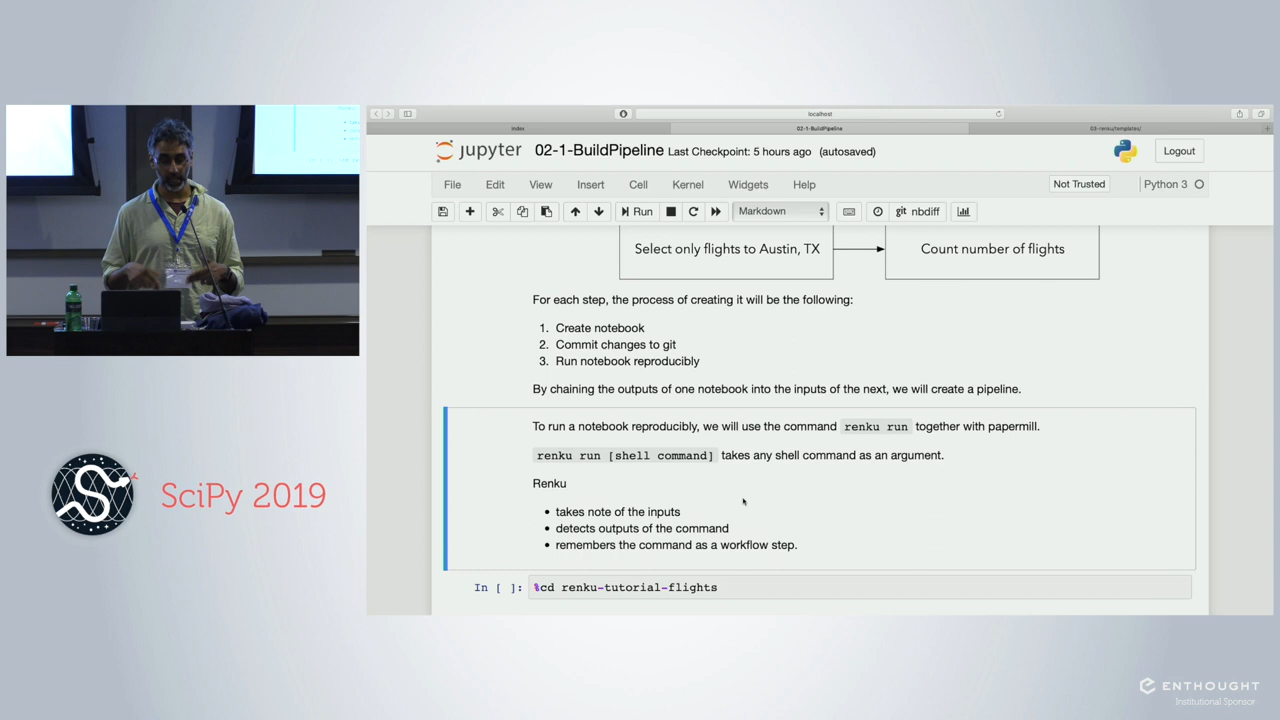 localhost
Index
02-1-BuildPipeline
03-renku/templates/
jupyter 02-1-BuildPipeline Last Checkpoint: 5 hours ago (autosaved)
Logout
File Edit View Insert Cell Kernel Widgets Help
Not Trusted
Python 3
Run
Markdown
git nbdiff
Select only flights to Austin, TX
Count number of flights
For each step, the process of creating it will be the following:
1. Create notebook
2. Commit changes to git
3. Run notebook reproducibly
By chaining the outputs of one notebook into the inputs of the next, we will create a pipeline.
To run a notebook reproducibly, we will use the command renku run together with papermill.
renku run [shell command] takes any shell command as an argument.
Renku
• takes note of the inputs
• detects outputs of the command
• remembers the command as a workflow step.
In [ ]: %cd renku-tutorial-flights
SciPy 2019
ENTHOUGHT
Institutional Sponsor